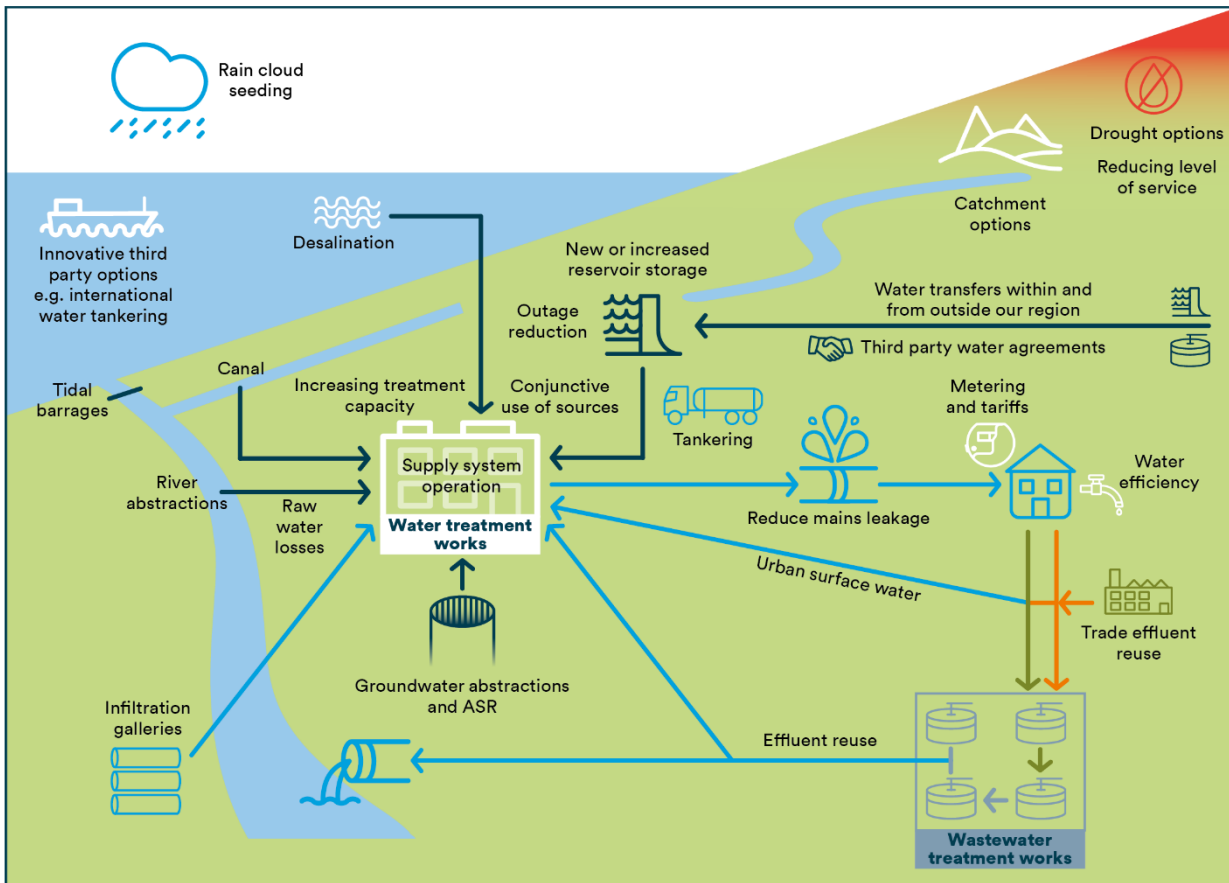 Rain cloud
seeding
Drought options
Reducing level
of service
Catchment
options
Innovative third
party options
e.g. international
water tankering
Desalination
New or increased
reservoir storage
Outage
reduction
Water transfers within and
from outside our region
Third party water agreements
Tidal
barrages
Canal
Increasing treatment
capacity
Conjunctive
use of sources
Tankering
Metering
and tariffs
Water
efficiency
Supply system
operation
Water treatment
works
River
abstractions
Raw
water
losses
Reduce mains leakage
Urban surface water
Trade effluent
reuse
Groundwater abstractions
and ASR
Infiltration
galleries
Effluent reuse
Wastewater
treatment works